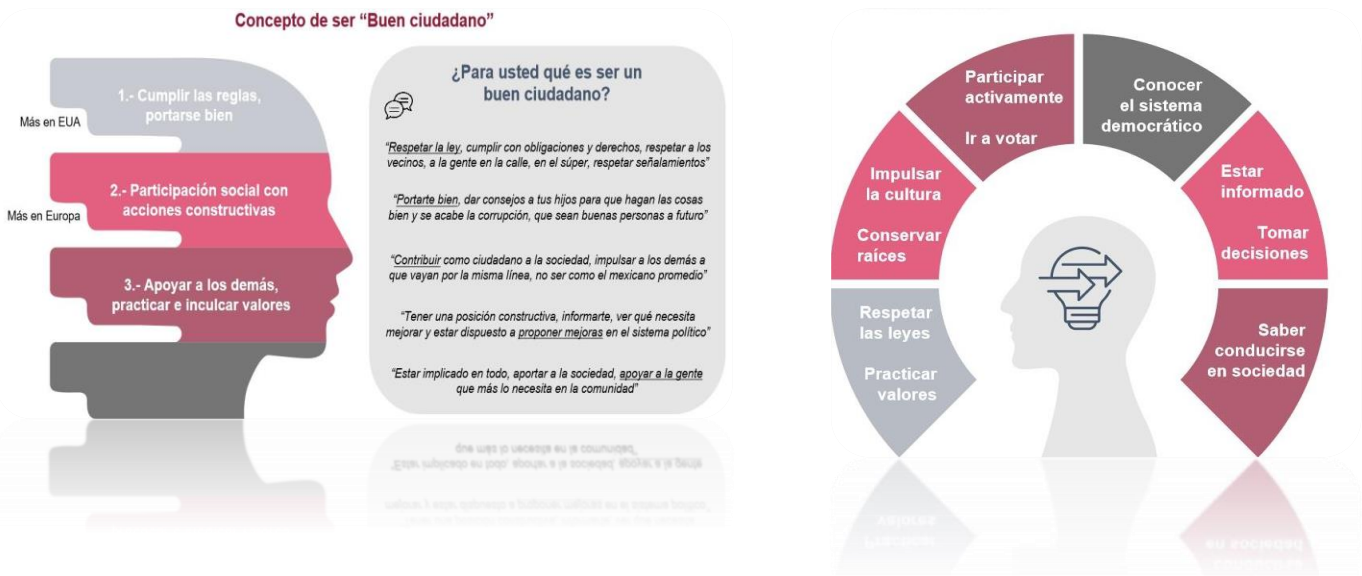 Concepto de ser “Buen ciudadano”
1.- Cumplir las reglas,
portarse bien
Más en EUA
2.- Participación social con
acciones constructivas
Más en Europa
3.- Apoyar a los demás,
practicar e inculcar valores
¿Para usted qué es ser un
buen ciudadano?
“Respetar la ley, cumplir con obligaciones y derechos, respetar a los
vecinos, a la gente en la calle, en el súper, respetar señalamientos”
“Portarte bien, dar consejos a tus hijos para que hagan las cosas
bien y se acabe la corrupción, que sean buenas personas a futuro”
“Contribuir como ciudadano a la sociedad, impulsar a los demás a
que vayan por la misma línea, no ser como el mexicano promedio”
“Tener una posición constructiva, informarte, ver qué necesita
mejorar y estar dispuesto a proponer mejoras en el sistema político”
“Estar implicado en todo, aportar a la sociedad, apoyar a la gente
que más lo necesita en la comunidad”
Respetar
las leyes
Practicar
valores
Impulsar
la cultura
Conservar
raíces
Participar
activamente
Ir a votar
Conocer
el sistema
democrático
Estar
informado
Tomar
decisiones
Saber
conducirse
en sociedad